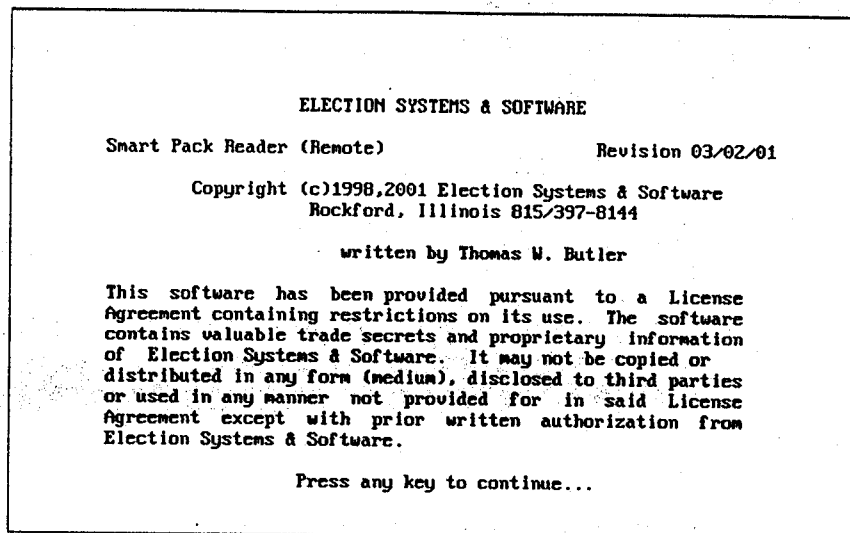 ELECTION SYSTEMS & SOFTWARE
Smart Pack Reader (Remote) Revision 03/02/01
Copyright (c)1998,2001 Election Systems & Software
Rockford, Illinois 815/397-8144
written by Thomas W. Butler
This software has been provided pursuant to a License
Agreement containing restrictions on its use. The software
contains valuable trade secrets and proprietary information
of Election Systems & Software. It may not be copied or
distributed in any form (medium), disclosed to third parties
or used in any manner not provided for in said License
Agreement except with prior written authorization from
Election Systems & Software.
Press any key to continue...